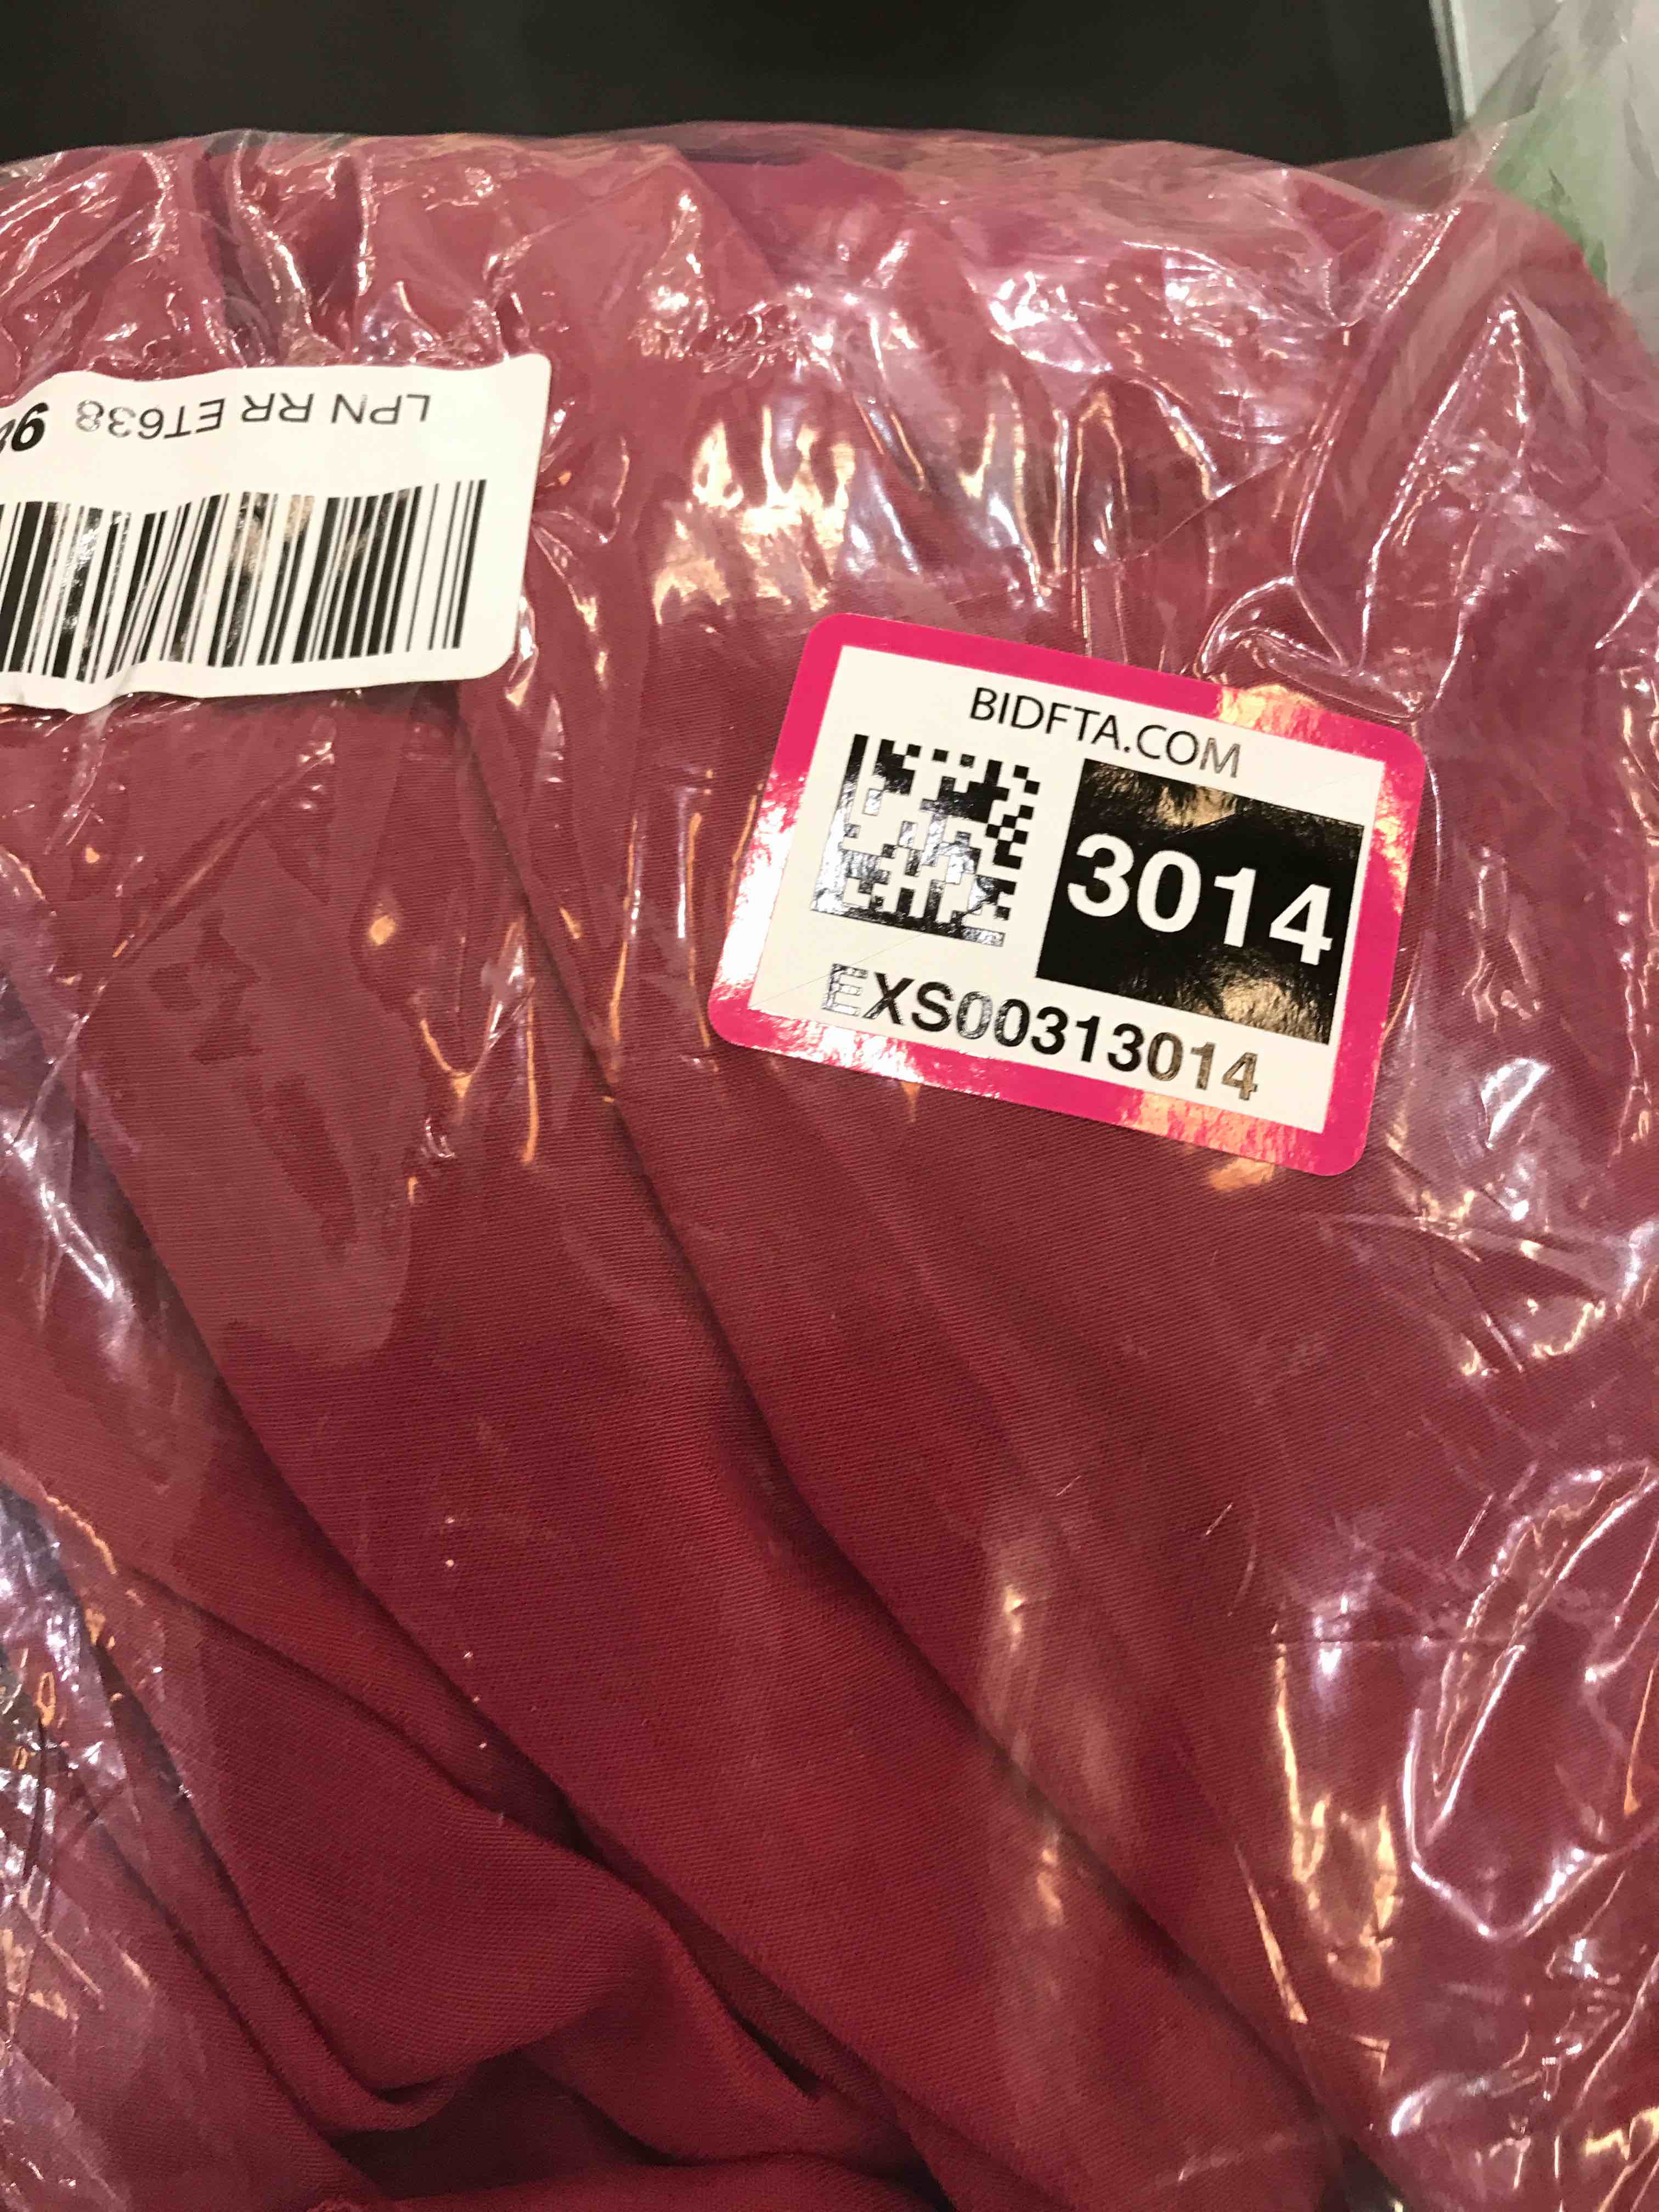 LPN RR ET638
BIDFTA.COM
3014
EXS00313014